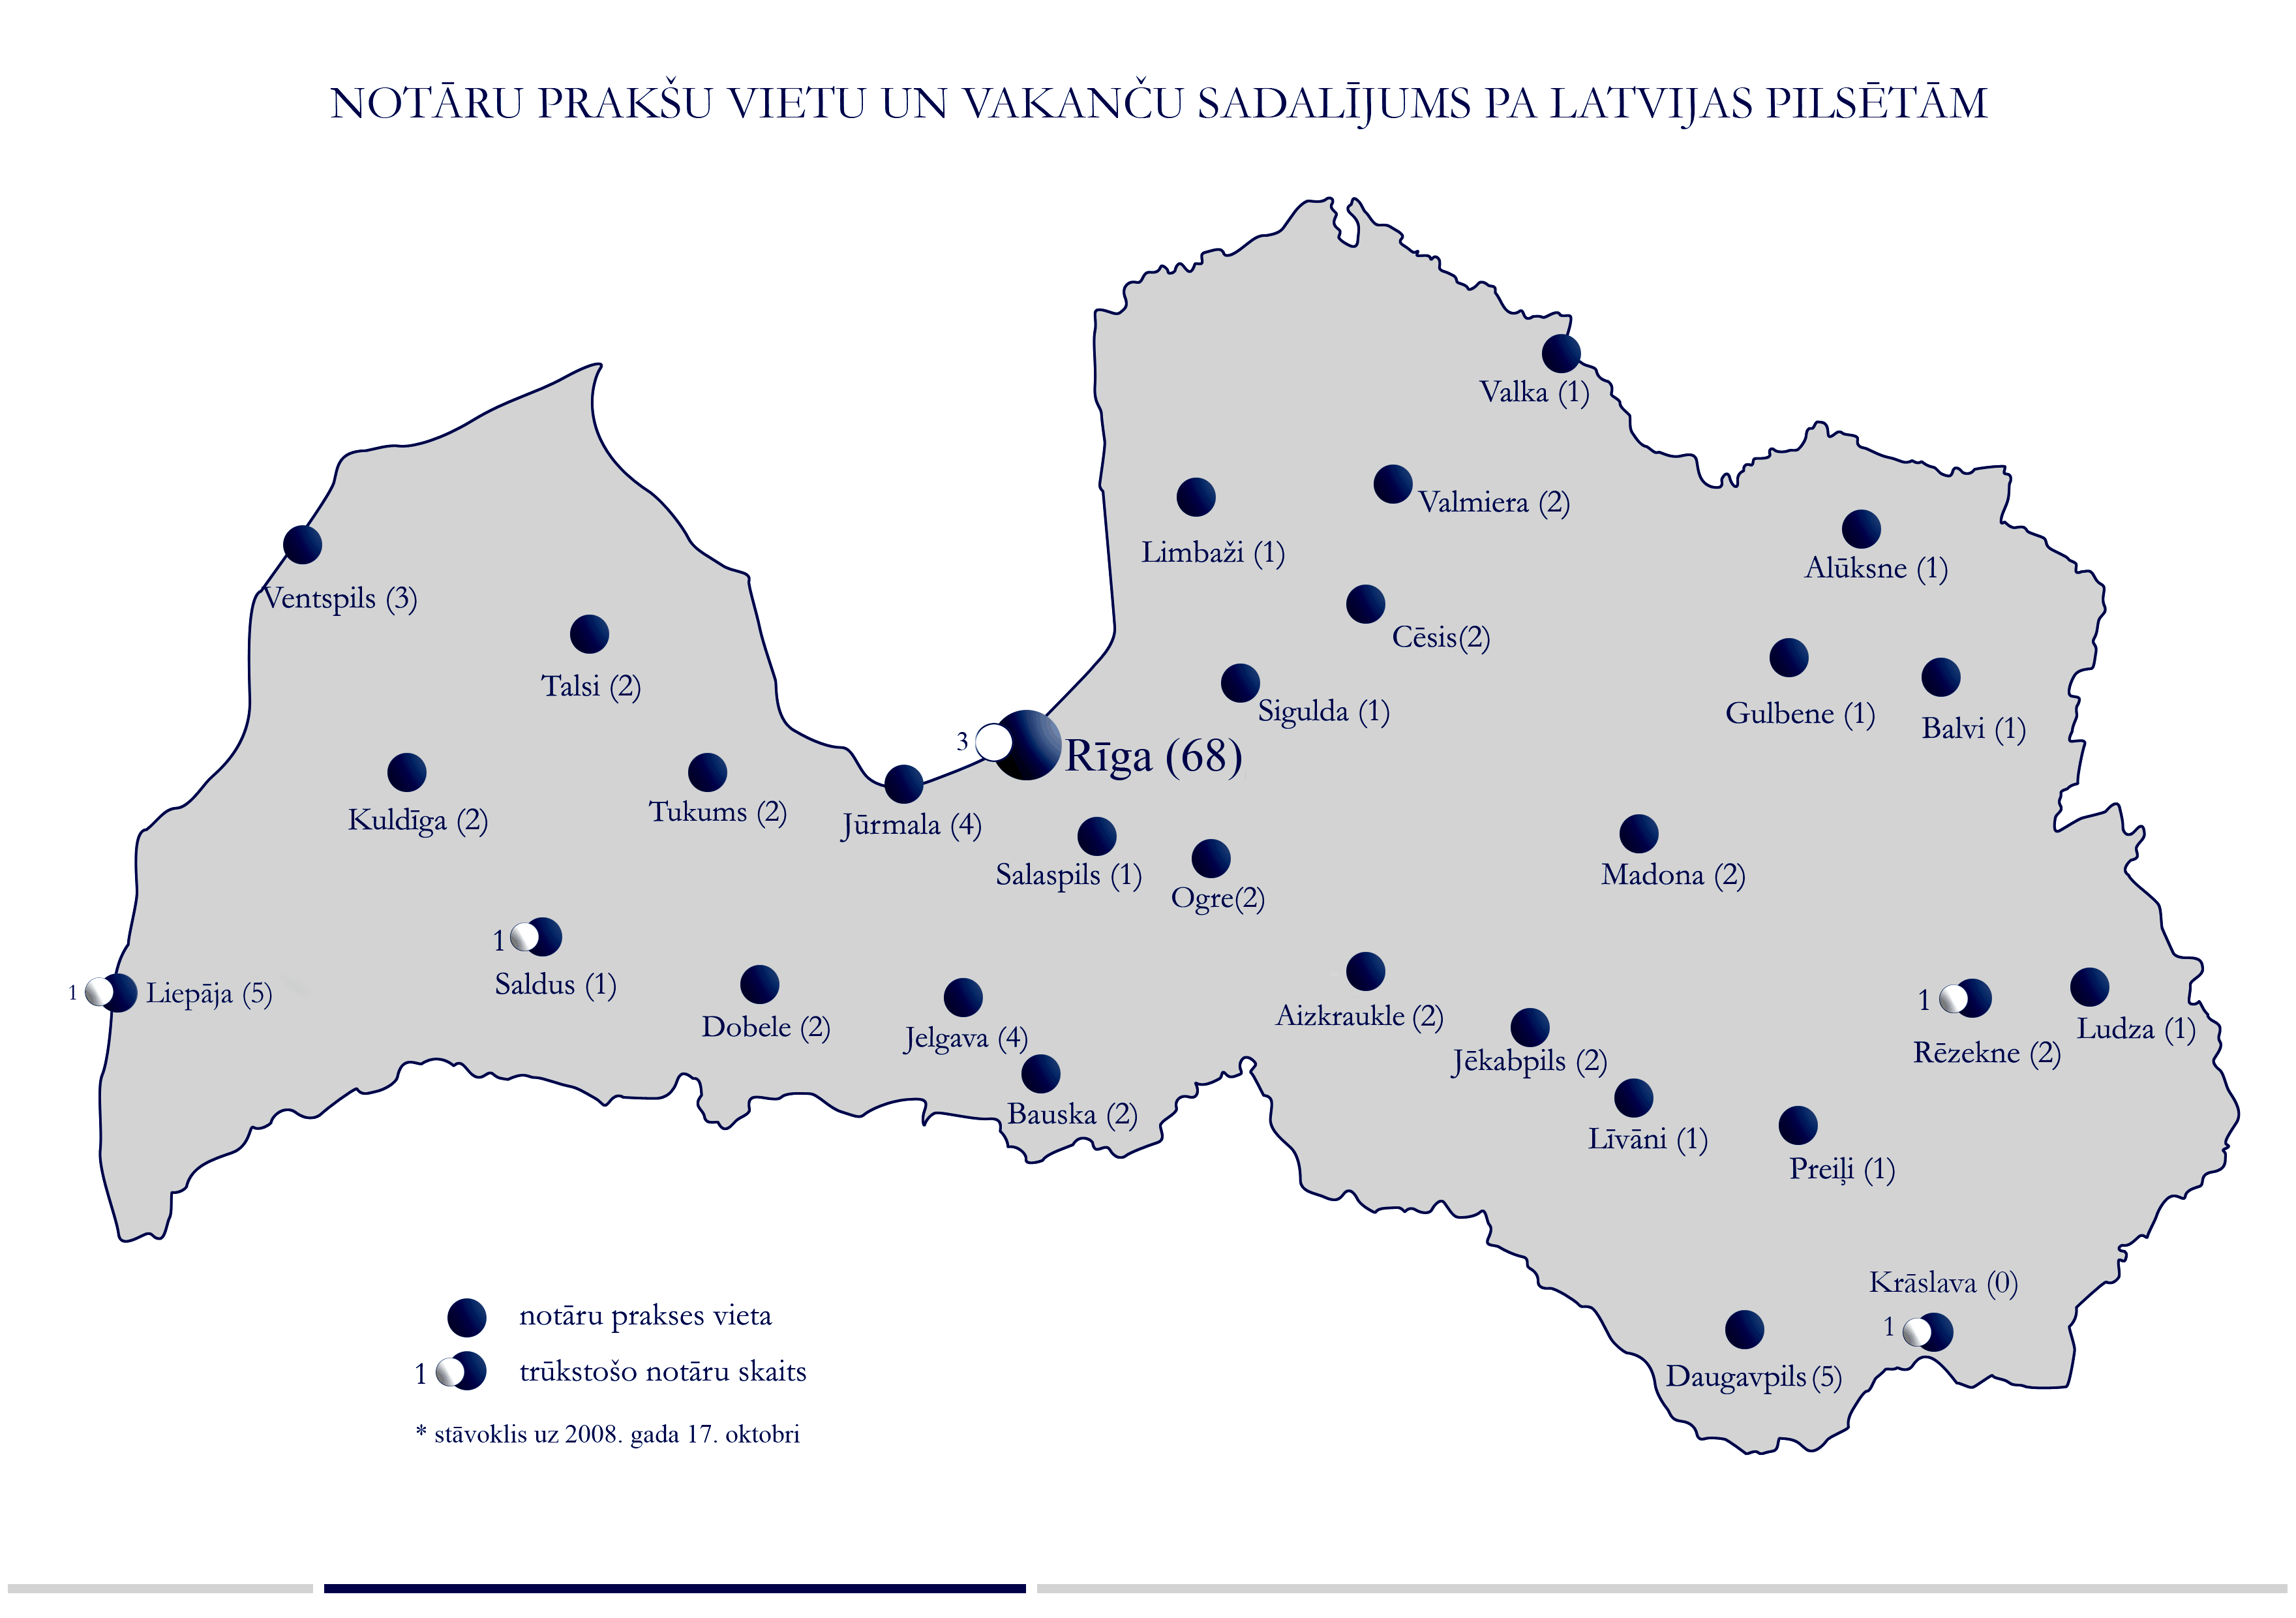 NOTĀRU PRAKŠU VIETU UN VAKANČU SADALĪJUMS PA LATVIJAS PILSĒTĀM
Valka (1)
Valmiera (2)
Limbaži (1)
Alūksne (1)
Ventspils (3)
Cēsis(2)
Talsi (2)
Sigulda (1)
Gulbene (1)
Balvi (1)
3 Rīga (68)
Kuldīga (2)
Tukums (2)
Jūrmala (4)
Salaspils (1)
Madona (2)
Ogre(2)
1
Saldus (1)
1 Liepāja (5)
1
Rēzekne (2)
Ludza (1)
Aizkraukle (2)
Dobele (2)
Jelgava (4)
Jēkabpils (2)
Bauska (2)
Līvāni (1)
Preiļi (1)
Krāslava (0)
1
Daugavpils (5)
notāru prakses vieta
1 trūkstošo notāru skaits
* stāvoklis uz 2008. gada 17. oktobri